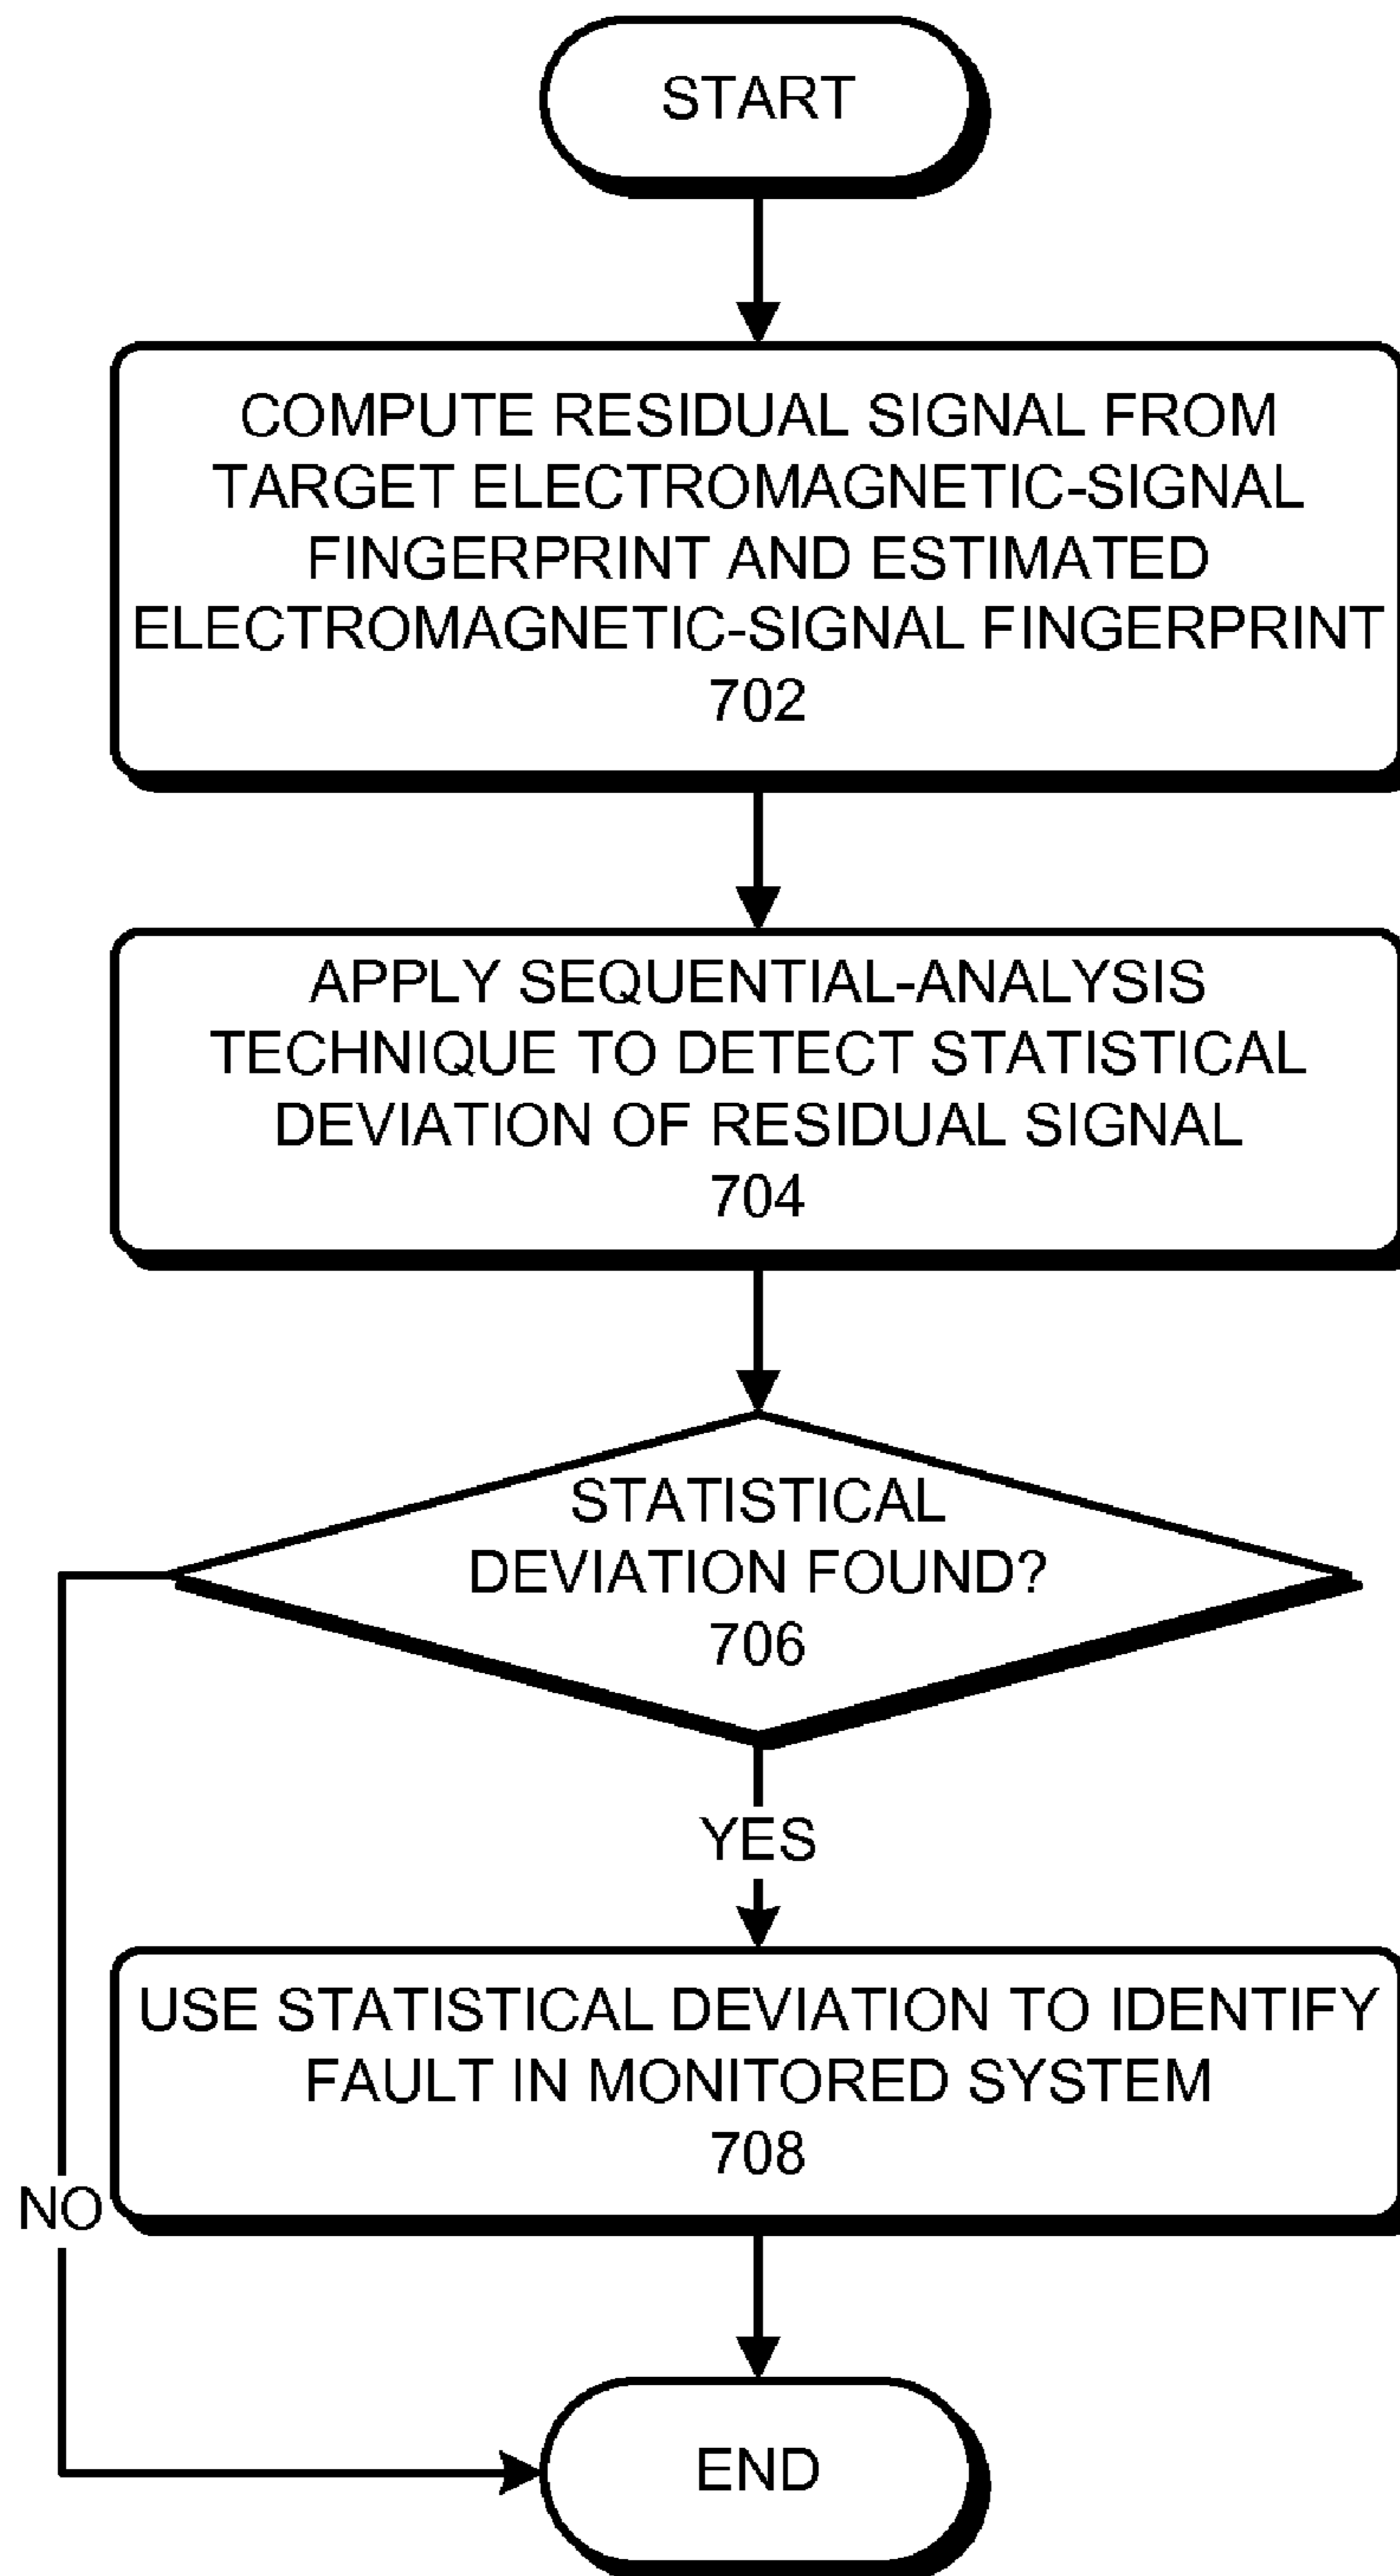 START
COMPUTE RESIDUAL SIGNAL FROM
TARGET ELECTROMAGNETIC-SIGNAL
FINGERPRINT AND ESTIMATED
ELECTROMAGNETIC-SIGNAL FINGERPRINT
702
APPLY SEQUENTIAL-ANALYSIS
TECHNIQUE TO DETECT STATISTICAL
DEVIATION OF RESIDUAL SIGNAL
704
STATISTICAL
DEVIATION FOUND?
706
YES
USE STATISTICAL DEVIATION TO IDENTIFY
FAULT IN MONITORED SYSTEM
708
NO
END